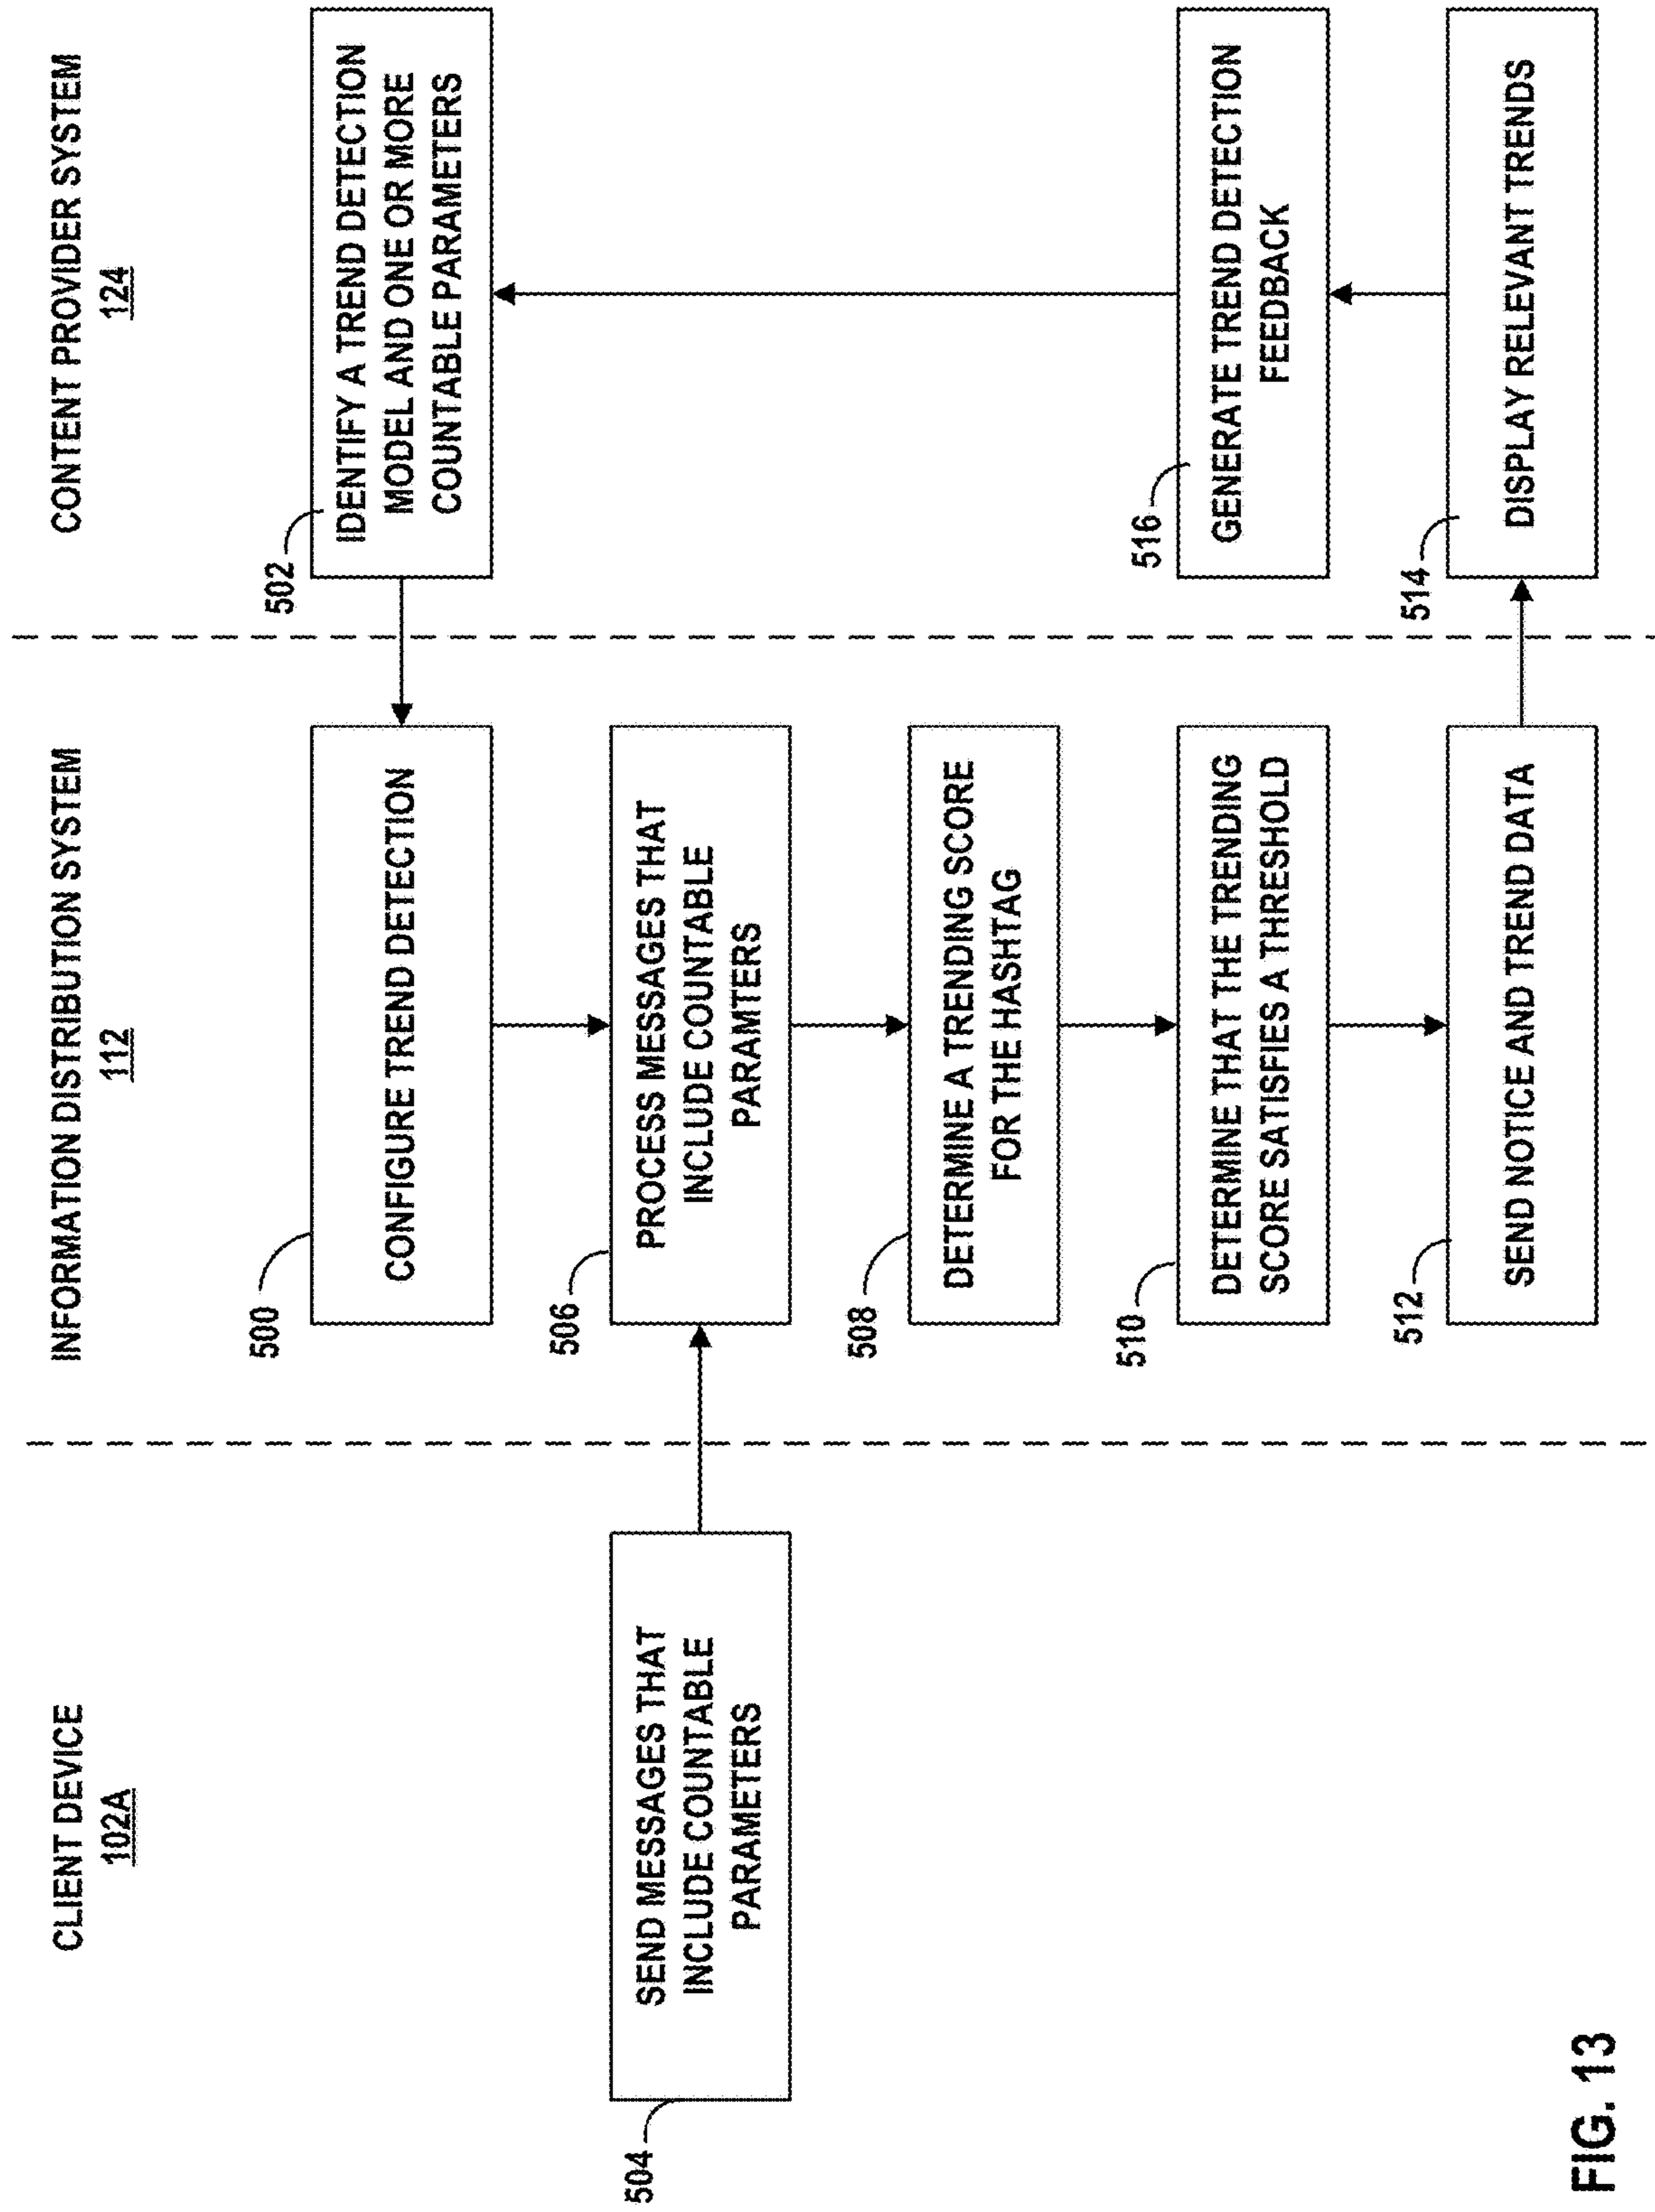 CLIENT DEVICE
102A
INFORMATION DISTRIBUTION SYSTEM
112
CONTENT PROVIDER SYSTEM
124
500
CONFIGURE TREND DETECTION
502
IDENTIFY A TREND DETECTION
MODEL AND ONE OR MORE
COUNTABLE PARAMETERS
504
SEND MESSAGES THAT
INCLUDE COUNTABLE
PARAMETERS
506
PROCESS MESSAGES THAT
INCLUDE COUNTABLE
PARAMTERS
508
DETERMINE A TRENDING SCORE
FOR THE HASHTAG
510
DETERMINE THAT THE TRENDING
SCORE SATISFIES A THRESHOLD
516
GENERATE TREND DETECTION
FEEDBACK
512
SEND NOTICE AND TREND DATA
514
DISPLAY RELEVANT TRENDS
FIG. 13